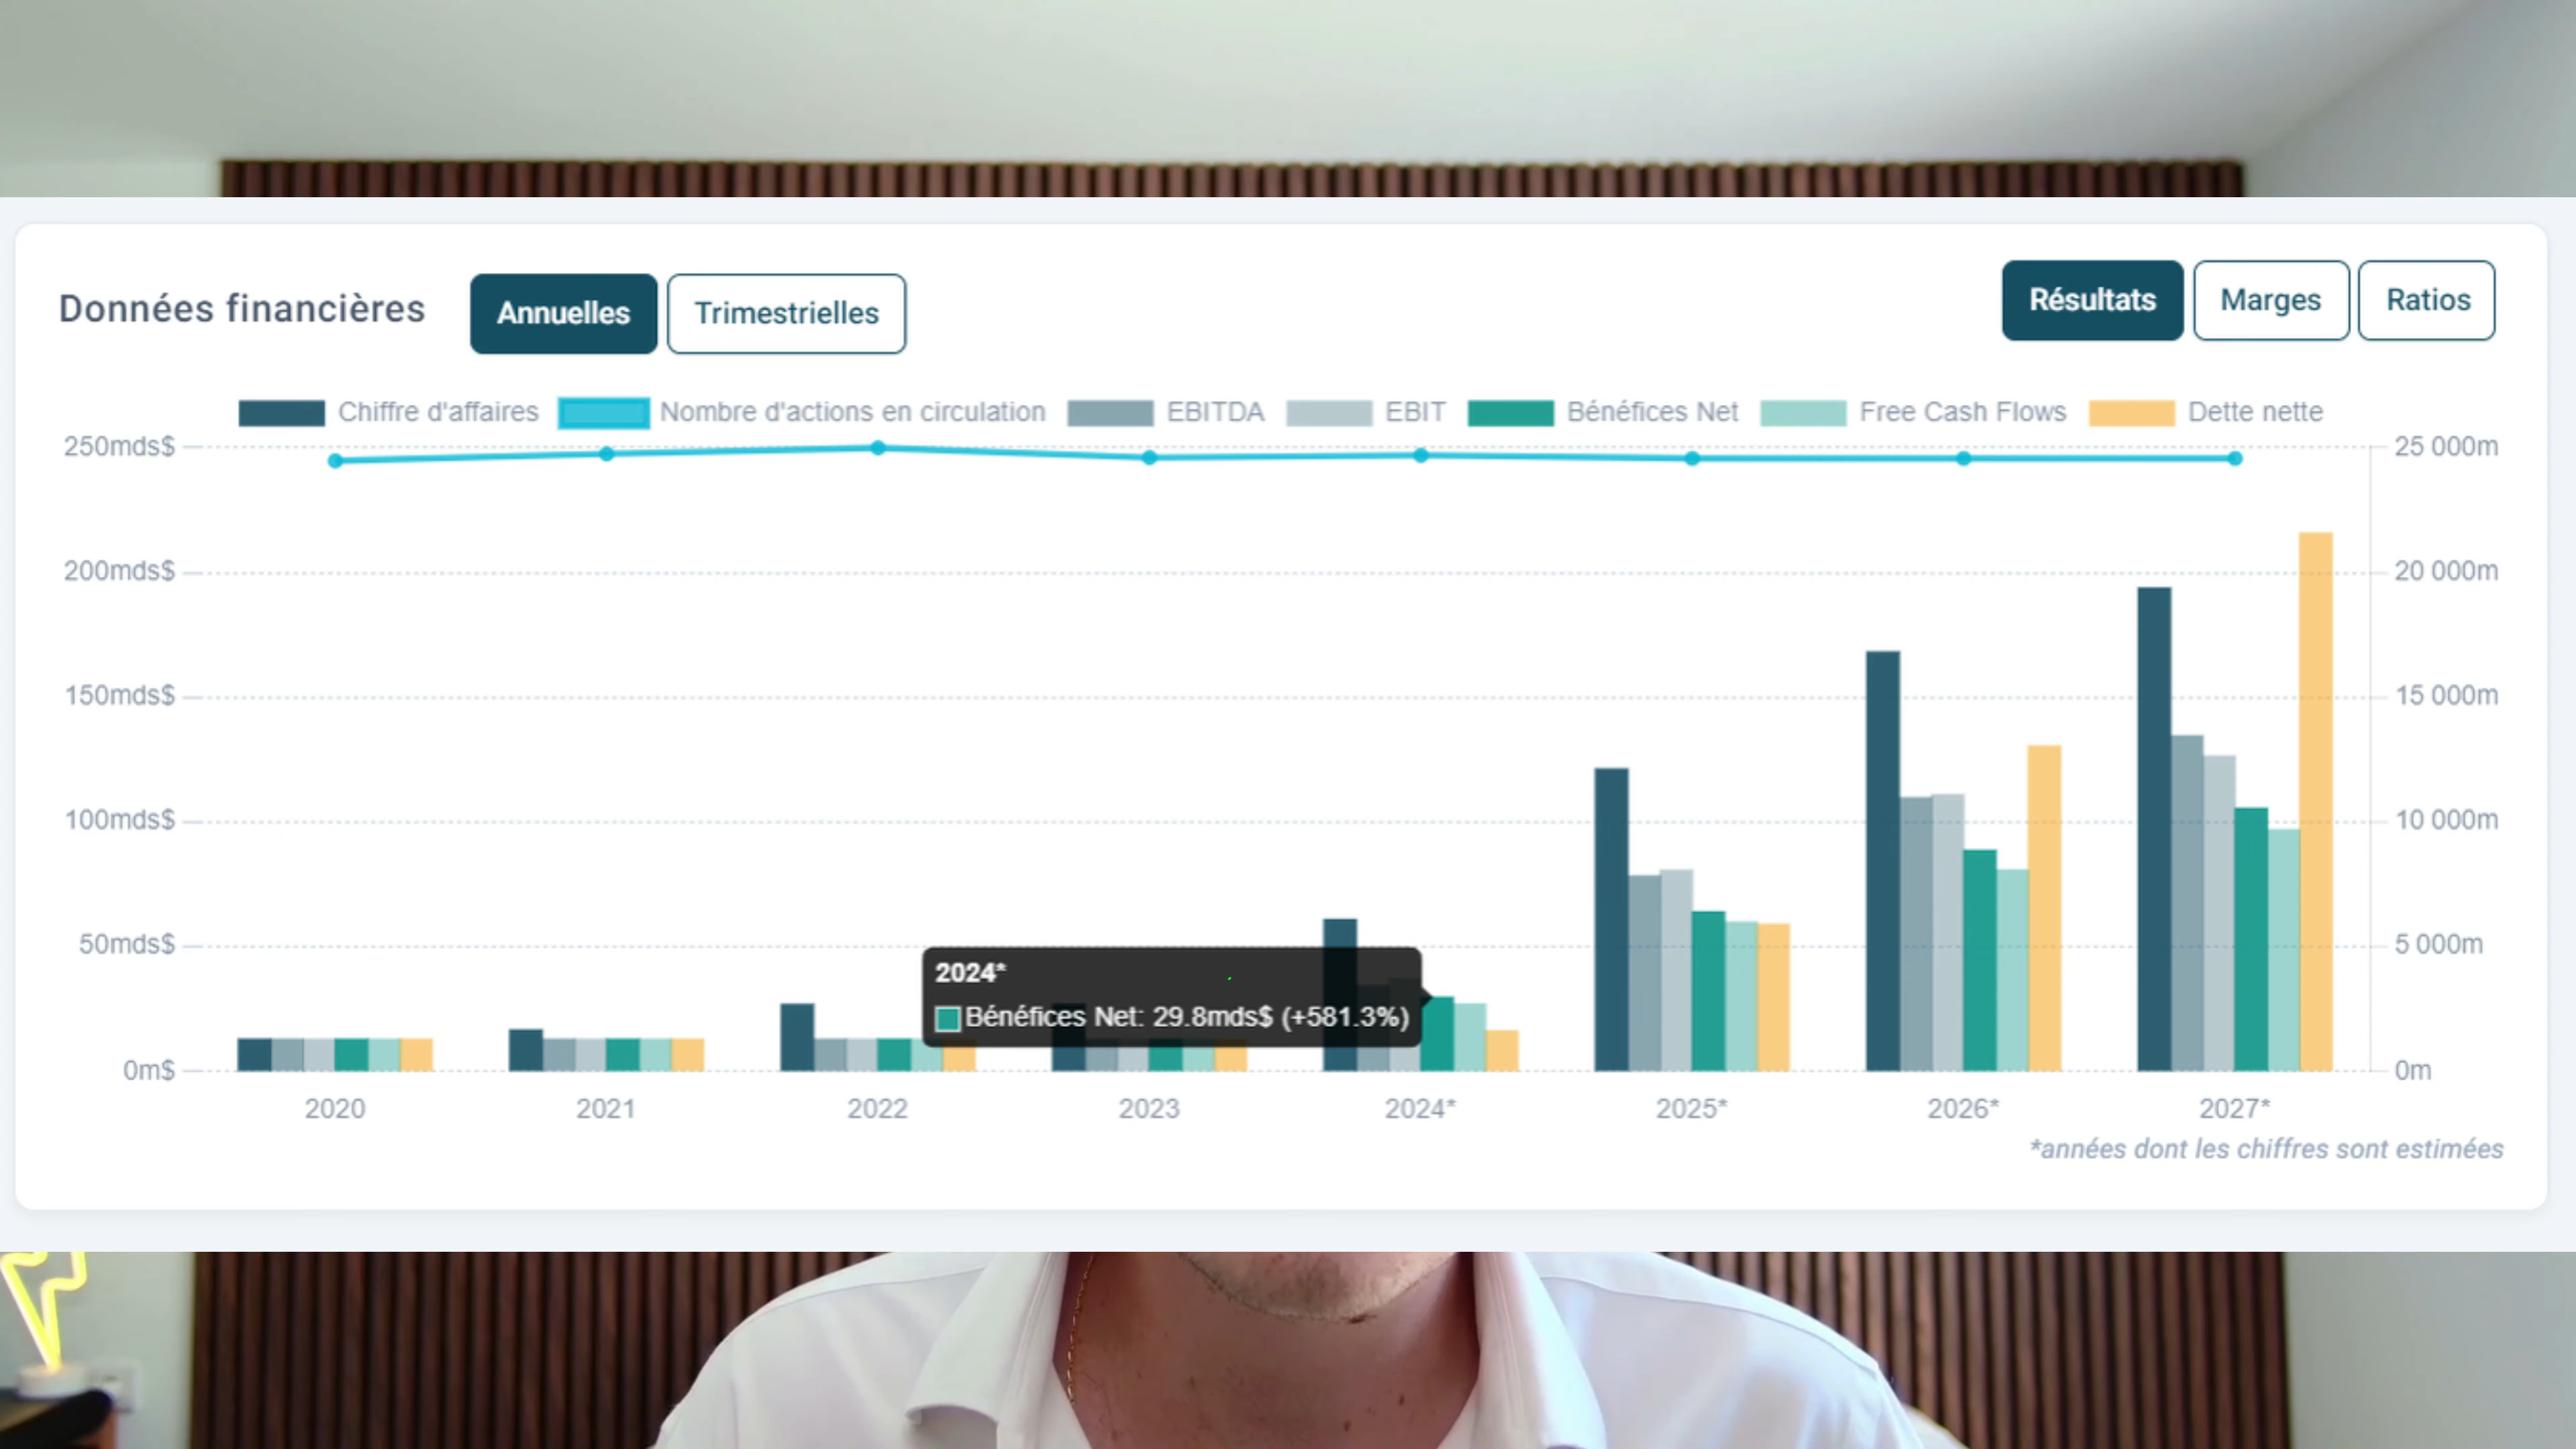 Données financières
Annuelles
Trimestrielles
Résultats
Marges
Ratios
Chiffre d'affaires
Nombre d'actions en circulation
EBITDA
EBIT
Bénéfices Net
Free Cash Flows
Dette nette
250mds$
200mds$
150mds$
100mds$
50mds$
0m$
25 000m
20 000m
15 000m
10 000m
5 000m
0m
2024*
Bénéfices Net: 29.8mds$ (+581.3%)
2020
2021
2022
2023
2024*
2025*
2026*
2027*
*années dont les chiffres sont estimées